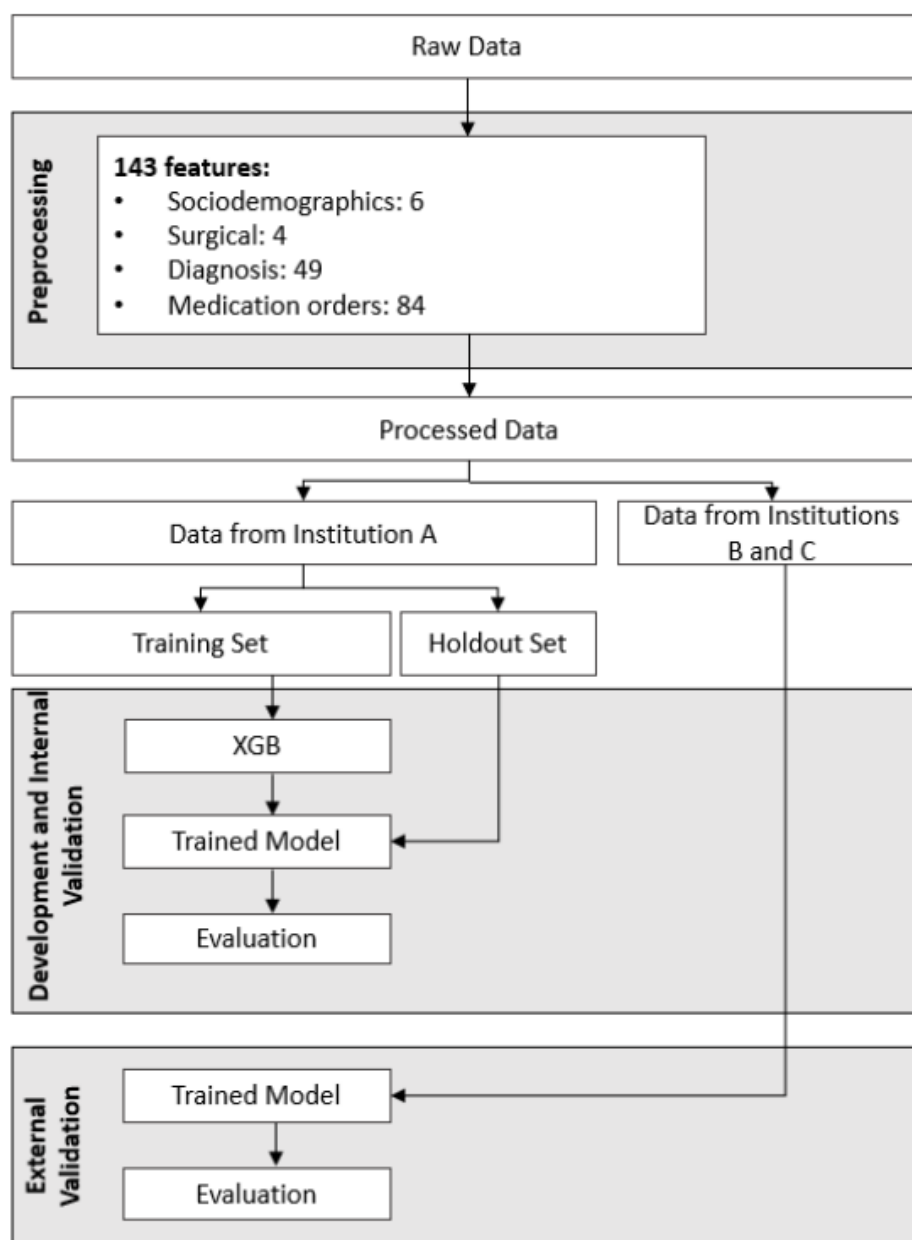 Raw Data
Preprocessing
143 features:
• Sociodemographics: 6
• Surgical: 4
• Diagnosis: 49
• Medication orders: 84
Processed Data
Data from Institution A
Data from Institutions
B and C
Training Set
Holdout Set
Development and Internal
Validation
XGB
Trained Model
Evaluation
External
Validation
Trained Model
Evaluation